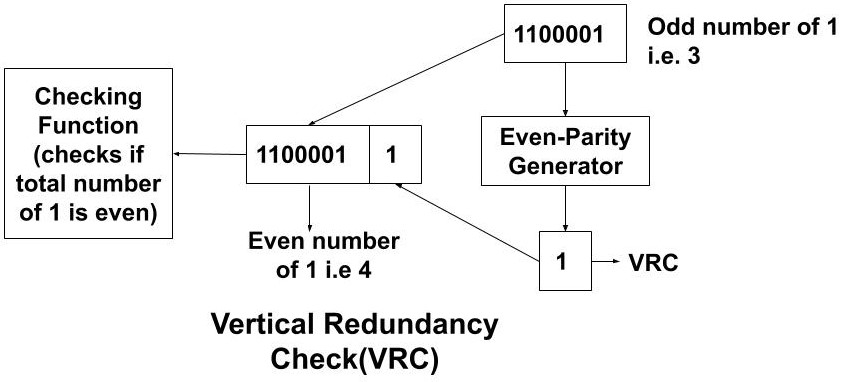 1100001
Odd number of 1
i.e. 3
Checking
Function
(checks if
total number
of 1 is even)
1100001 1
Even-Parity
Generator
Even number
of 1 i.e 4
1
VRC
Vertical Redundancy
Check(VRC)